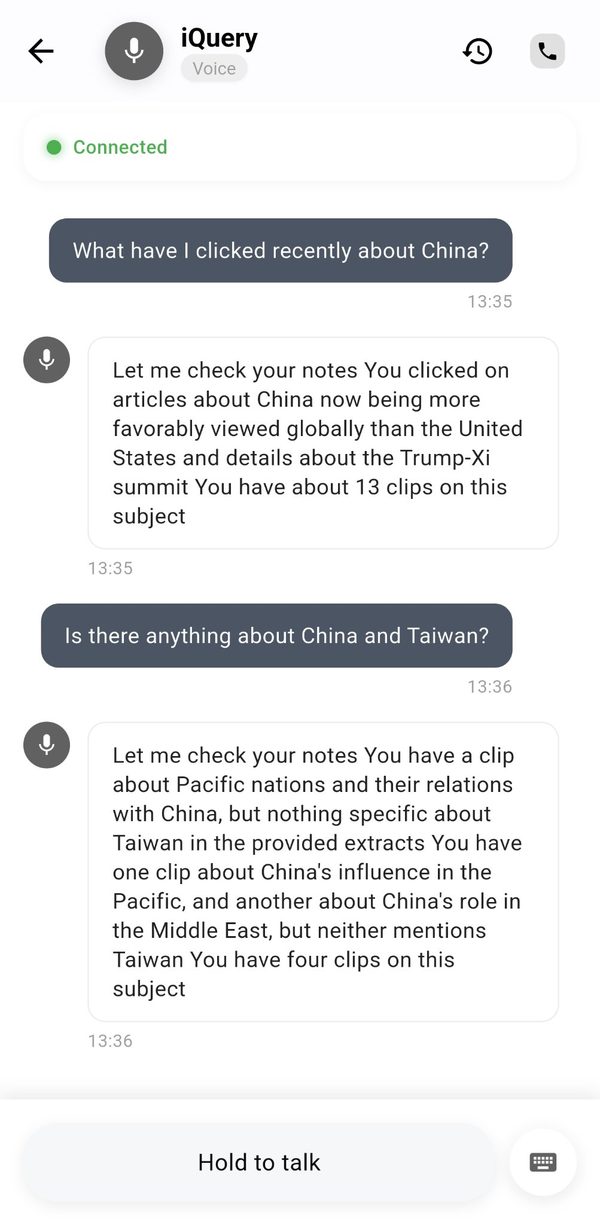 iQuery
Voice
Connected
What have I clicked recently about China?
13:35
Let me check your notes You clicked on
articles about China now being more
favorably viewed globally than the United
States and details about the Trump-Xi
summit You have about 13 clips on this
subject
13:35
Is there anything about China and Taiwan?
13:36
Let me check your notes You have a clip
about Pacific nations and their relations
with China, but nothing specific about
Taiwan in the provided extracts You have
one clip about China's influence in the
Pacific, and another about China's role in
the Middle East, but neither mentions
Taiwan You have four clips on this
subject
13:36
Hold to talk